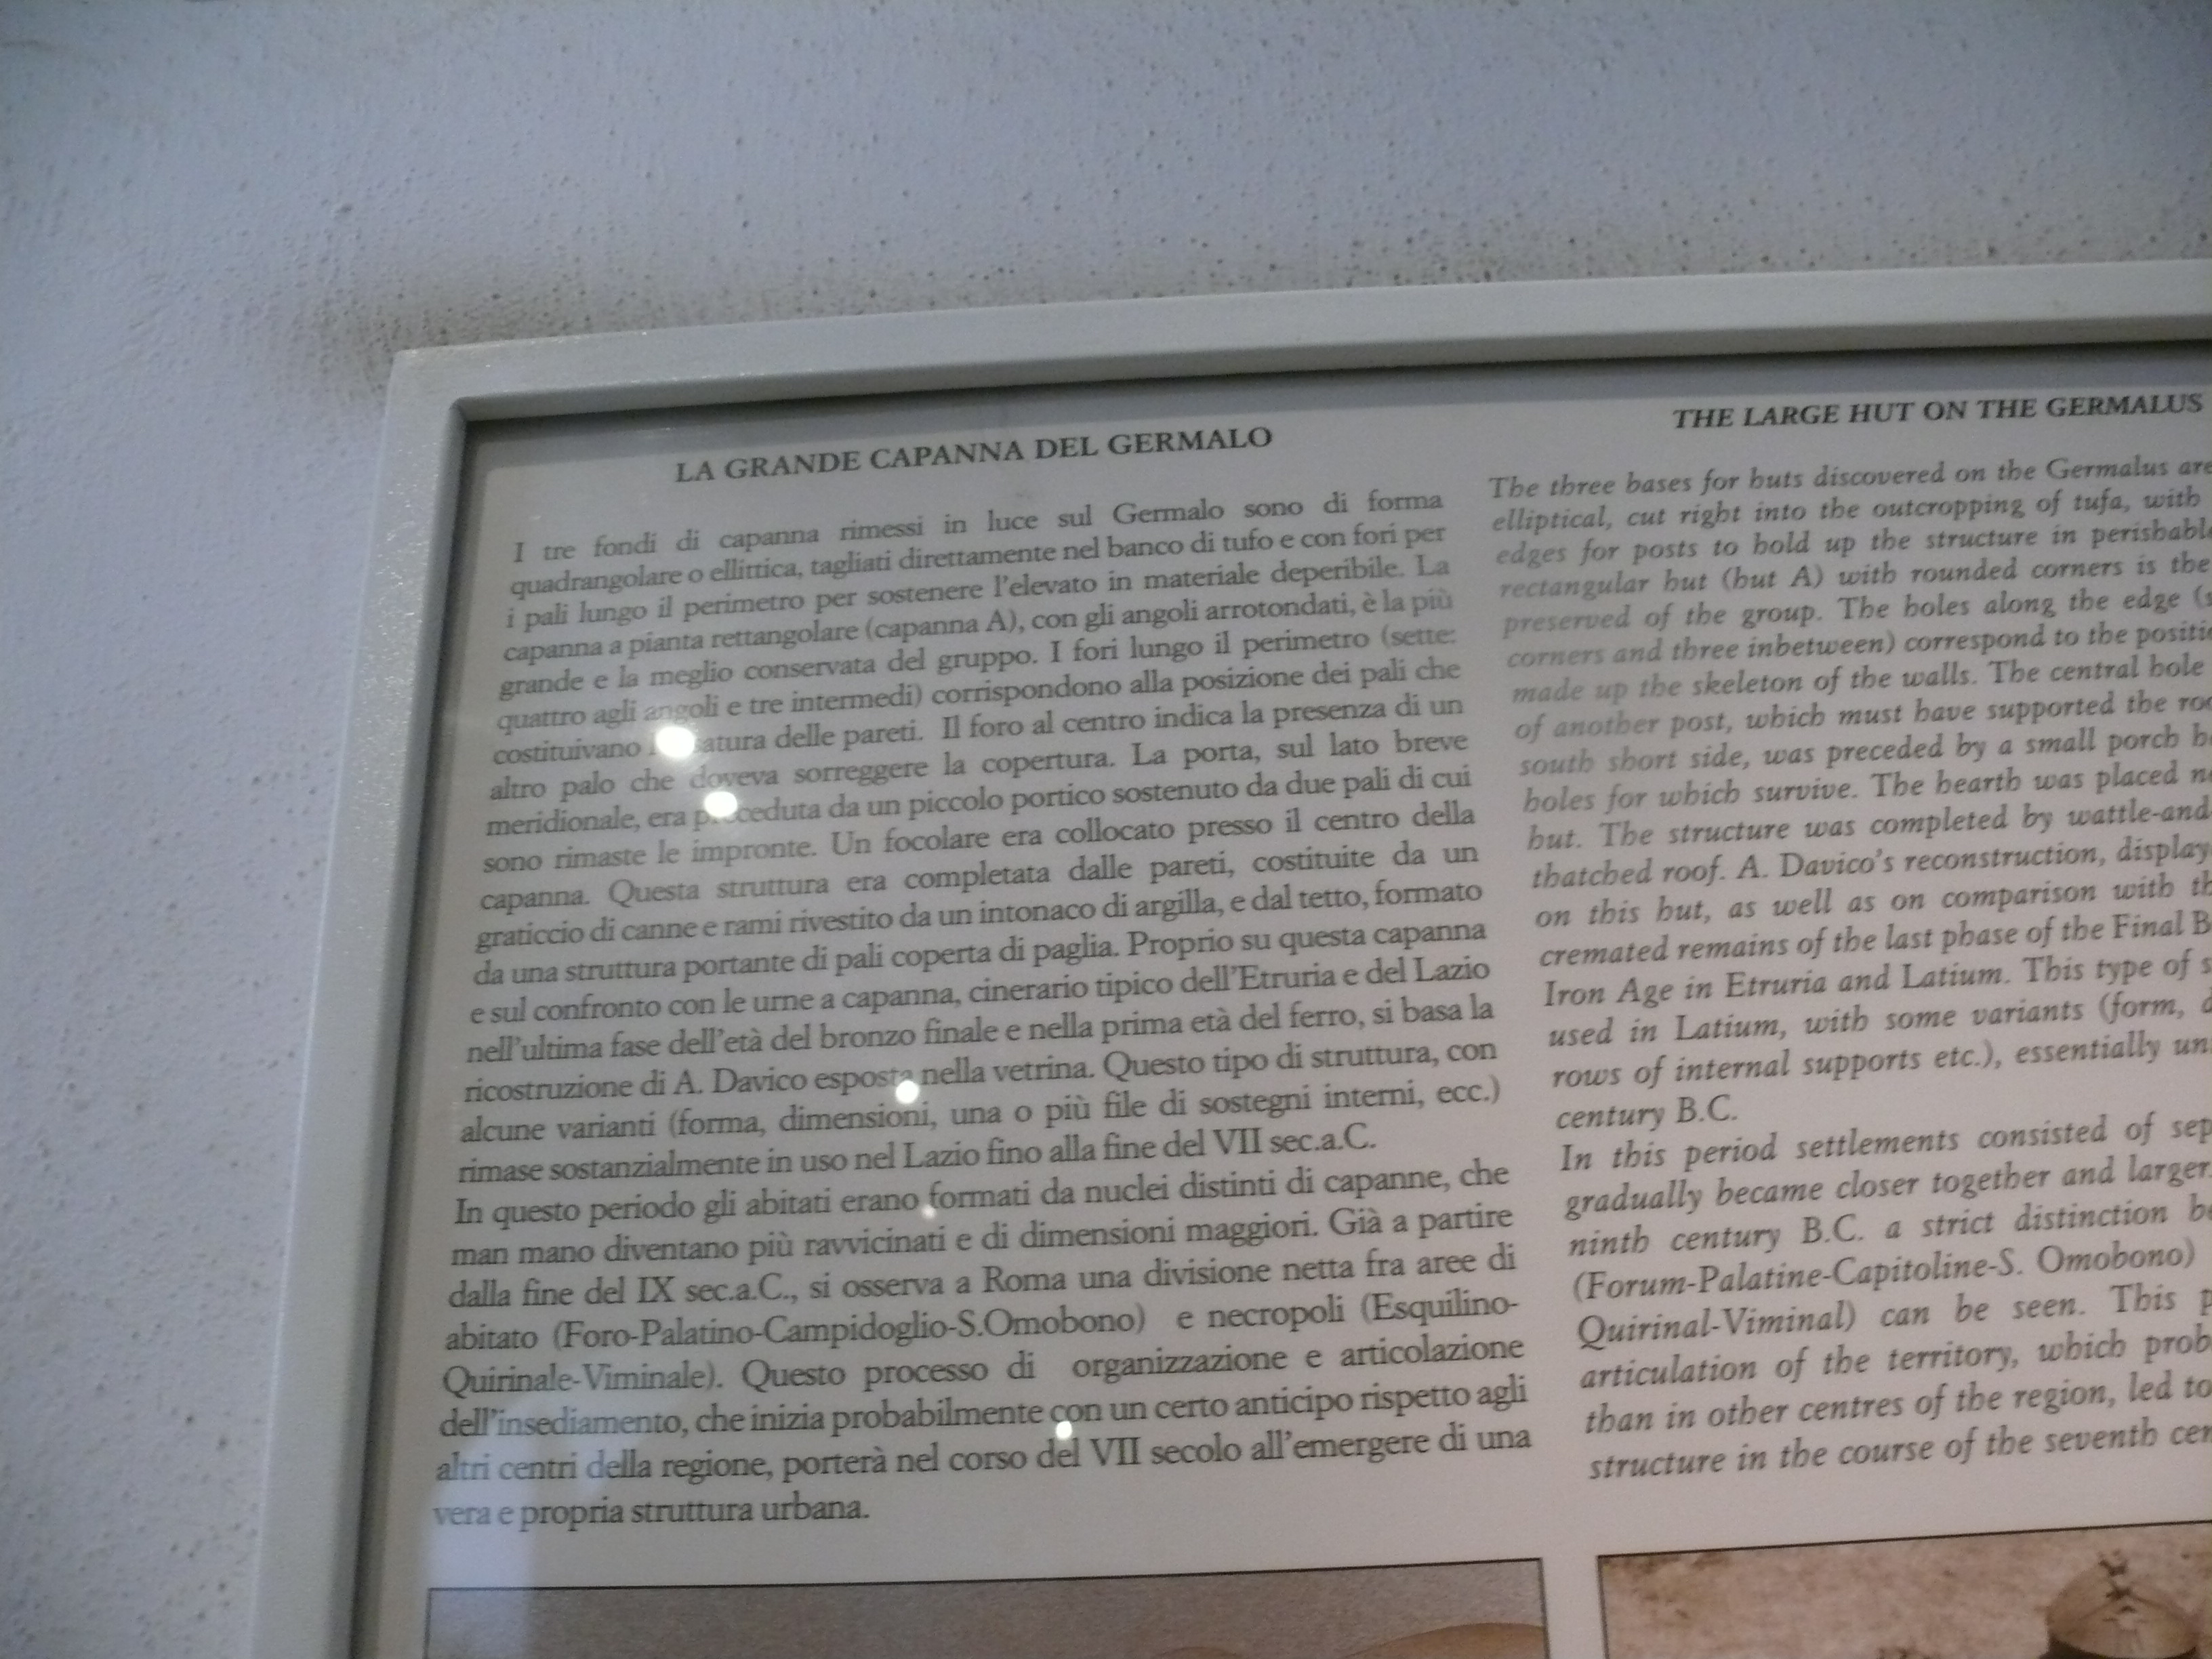 LA GRANDE CAPANNA DEL GERMALO
I tre fondi di capanna rimessi in luce sul Germalo sono di forma
quadrangolare o ellittica, tagliati direttamente nel banco di tufo e con fori per
i pali lungo il perimetro per sostenere l'elevato in materiale deperibile. La
capanna a pianta rettangolare (capanna A), con gli angoli arrotondati, è la più
grande e la meglio conservata del gruppo. I fori lungo il perimetro (sette:
quattro agli angoli e tre intermedi) corrispondono alla posizione dei pali che
costituivano delle pareti. Il foro al centro indica la presenza di un
altro palo che doveva sorreggere la copertura. La porta, sul lato breve
meridionale, era preceduta da un piccolo portico sostenuto da due pali di cui
sono rimaste le impronte. Un focolare era collocato presso il centro della
capanna. Questa struttura era completata dalle pareti, costituite da un
graticcio di canne e rami rivestito da un intonaco di argilla, e dal tetto, formato
da una struttura portante di pali coperta di paglia. Proprio su questa capanna
e sul confronto con le urne a capanna, cinerario tipico dell'Etruria e del Lazio
nell'ultima fase dell'età del bronzo finale e nella prima età del ferro, si basa la
ricostruzione di A. Davico esposta nella vetrina. Questo tipo di struttura, con
alcune varianti (forma, dimensioni, una o più file di sostegni interni, ecc.)
rimase sostanzialmente in uso nel Lazio fino alla fine del VII sec.a.C.
In questo periodo gli abitati erano formati da nuclei distinti di capanne, che
man mano diventano più ravvicinati e di dimensioni maggiori. Già a partire
dalla fine del IX sec.a.C., si osserva a Roma una divisione netta fra aree di
abitato (Foro-Palatino-Campidoglio-S.Omobono) e necropoli (Esquilino-
Quirinale-Viminale). Questo processo di organizzazione e articolazione
dell'insediamento, che inizia probabilmente con un certo anticipo rispetto agli
altri centri della regione, porterà nel corso del VII secolo all'emergere di una
vera e propria struttura urbana.
THE LARGE HUT ON THE GERMALUS
The three bases for huts discovered on the Germalus are
elliptical, cut right into the outcropping of tufa, with
edges for posts to hold up the structure in
rectangular hut (hut A) with rounded corners is the
preserved of the group. The holes along the edge
corners and three inbetween) correspond to the
made up the skeleton of the walls. The central hole
of another post, which must have supported the
south short side, was preceded by a small porch
holes for which survive. The hearth was placed
hut. The structure was completed by wattle-and-
thatched roof. A. Davico's reconstruction,
on this hut, as well as on comparison with
cremated remains of the last phase of the Final
Iron Age in Etruria and Latium. This type of
used in Latium, with some variants (form,
rows of internal supports etc.), essentially
century B.C.
In this period settlements consisted of
gradually became closer together and larger.
ninth century B.C. a strict distinction
(Forum-Palatine-Capitoline-S. Omobono)
Quirinal-Viminal) can be seen. This
articulation of the territory, which
than in other centres of the region, led to
structure in the course of the seventh